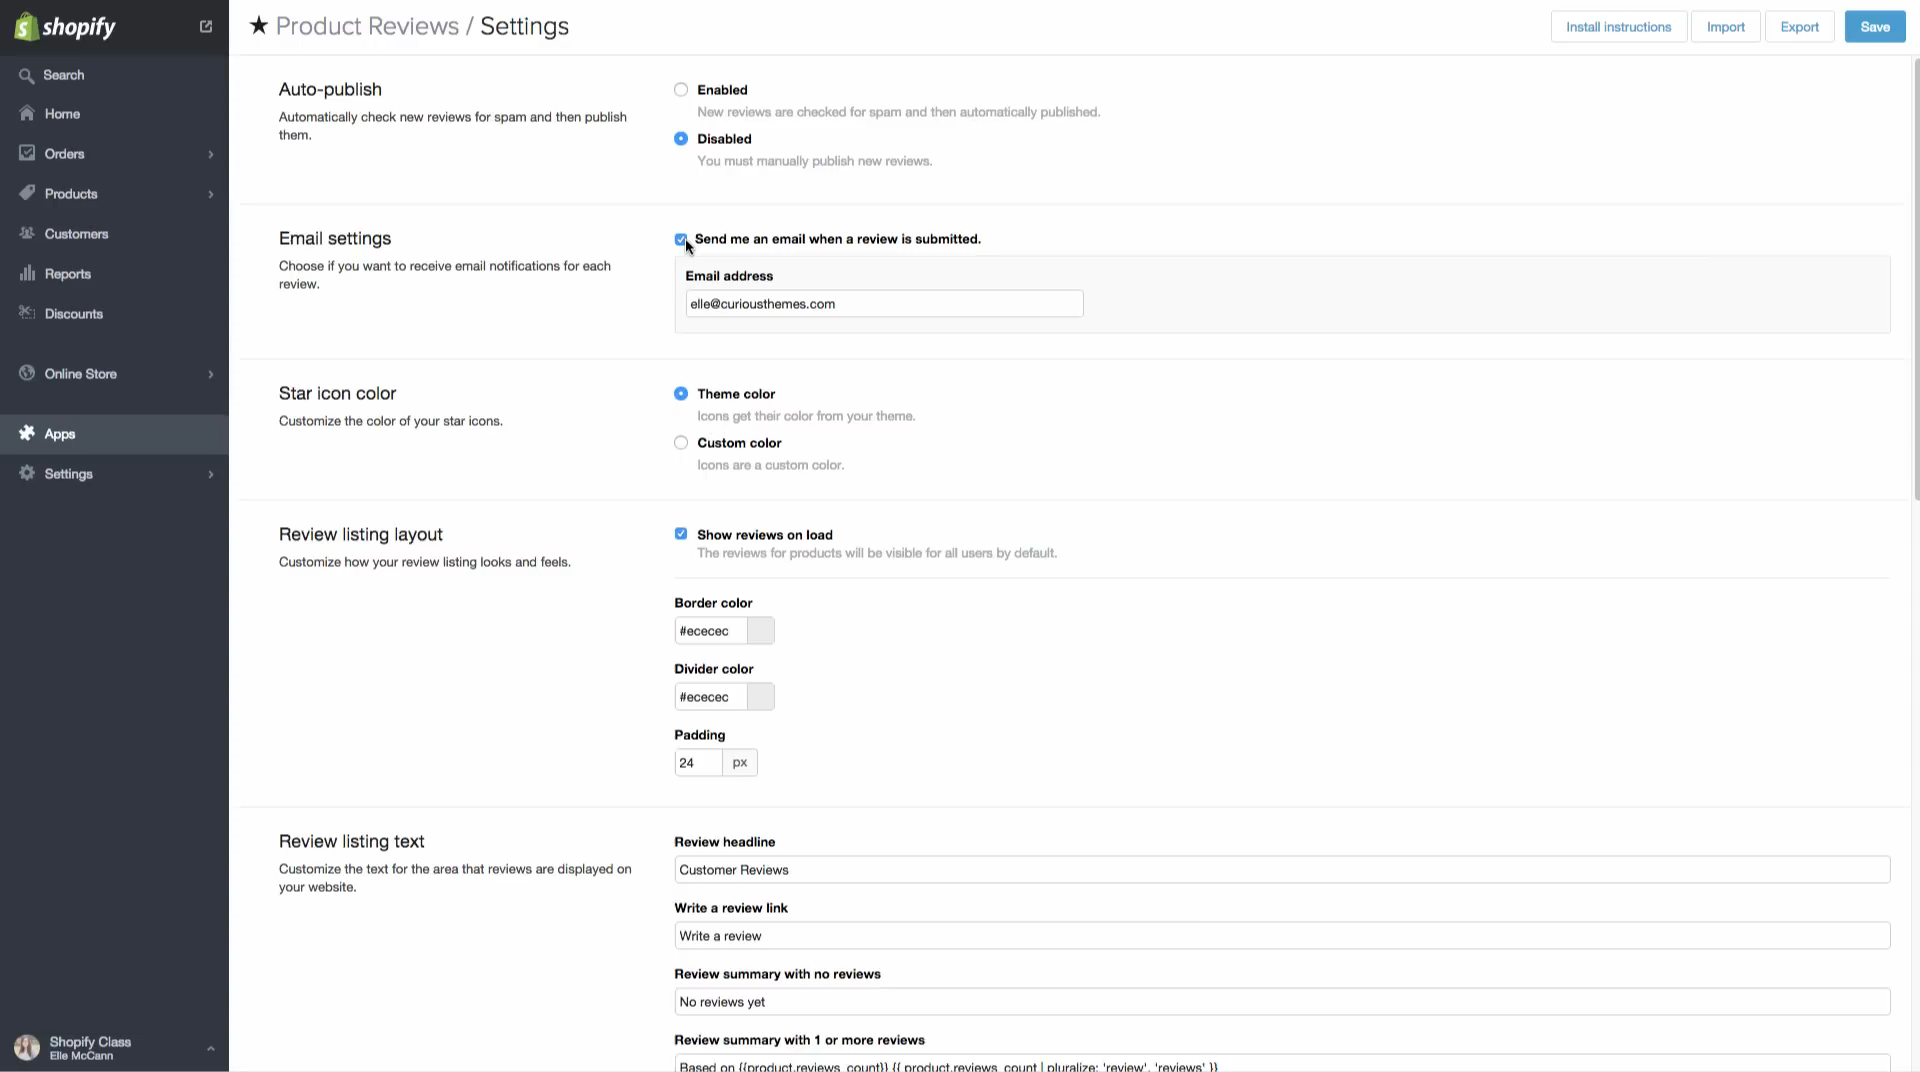 shopify
Search
Home
Orders
Products
Customers
Reports
Discounts
Online Store
Apps
Settings
Shopify Class
Elle McCann
Product Reviews / Settings
Install instructions
Import
Export
Save
Auto-publish
Automatically check new reviews for spam and then publish
them.
Enabled
New reviews are checked for spam and then automatically published.
Disabled
You must manually publish new reviews.
Email settings
Choose if you want to receive email notifications for each
review.
Send me an email when a review is submitted.
Email address
elle@curiousthemes.com
Star icon color
Customize the color of your star icons.
Theme color
Icons get their color from your theme.
Custom color
Icons are a custom color.
Review listing layout
Customize how your review listing looks and feels.
Show reviews on load
The reviews for products will be visible for all users by default.
Border color
#ececec
Divider color
#ececec
Padding
24 px
Review listing text
Customize the text for the area that reviews are displayed on
your website.
Review headline
Customer Reviews
Write a review link
Write a review
Review summary with no reviews
No reviews yet
Review summary with 1 or more reviews
Based on {{product.reviews_count}} {{ product.reviews_count | pluralize: 'review', 'reviews' }}